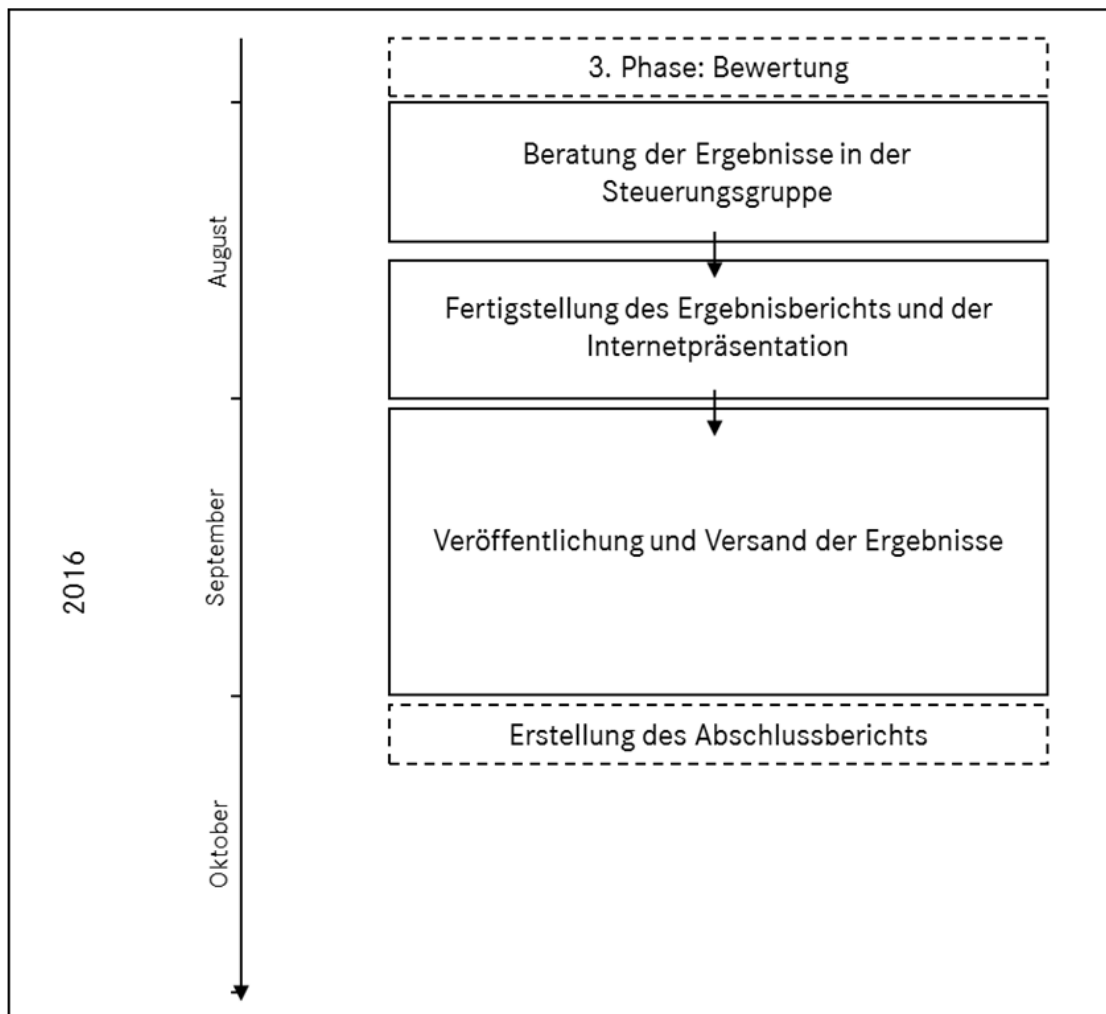 3. Phase: Bewertung
Beratung der Ergebnisse in der
Steuerungsgruppe
August
Fertigstellung des Ergebnisberichts und der
Internetpräsentation
2016
September
Veröffentlichung und Versand der Ergebnisse
Erstellung des Abschlussberichts
Oktober